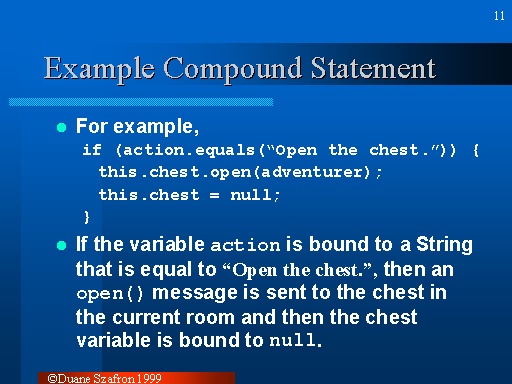 11
Example Compound Statement
For example,
if (action.equals(“Open the chest.”)) {
this.chest.open(adventurer);
this.chest = null;
}
If the variable action is bound to a String
that is equal to “Open the chest.”, then an
open() message is sent to the chest in
the current room and then the chest
variable is bound to null.
©Duane Szafron 1999